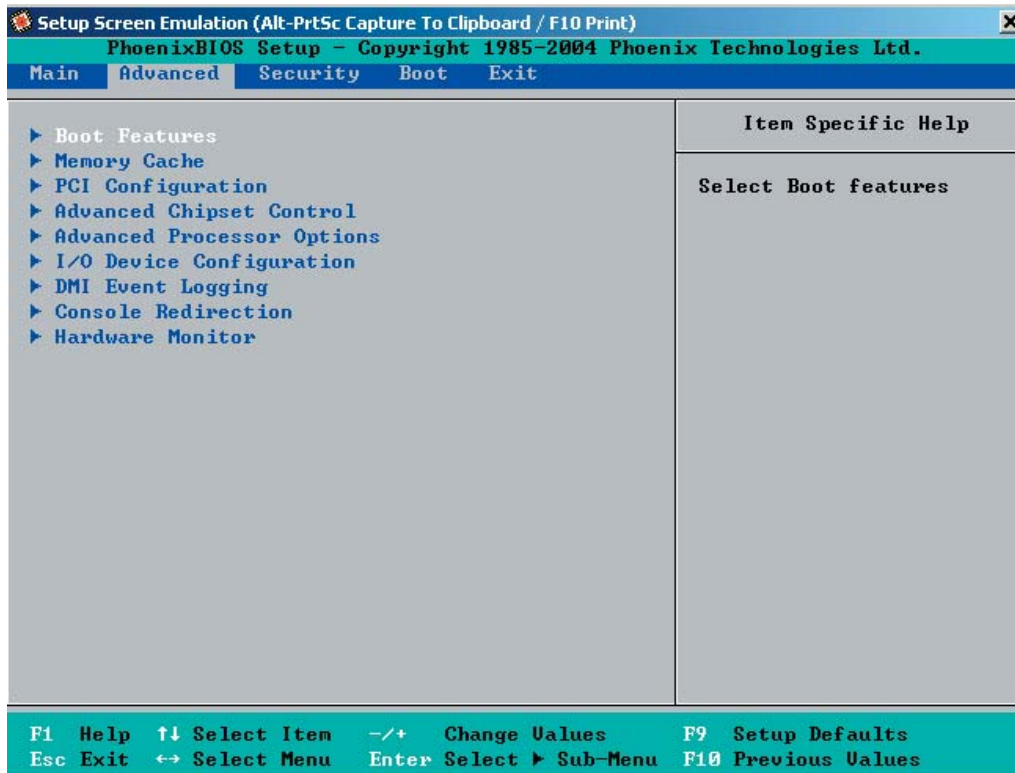 Setup Screen Emulation (Alt-PrtSc Capture To Clipboard / F10 Print)
PhoenixBIOS Setup - Copyright 1985-2004 Phoenix Technologies Ltd.
Main Advanced Security Boot Exit
Item Specific Help
Select Boot features
▶ Boot Features
▶ Memory Cache
▶ PCI Configuration
▶ Advanced Chipset Control
▶ Advanced Processor Options
▶ I/O Device Configuration
▶ DMI Event Logging
▶ Console Redirection
▶ Hardware Monitor
F1 Help ↑↓ Select Item -/+ Change Values F9 Setup Defaults
Esc Exit ↔ Select Menu Enter Select ▶ Sub-Menu F10 Previous Values